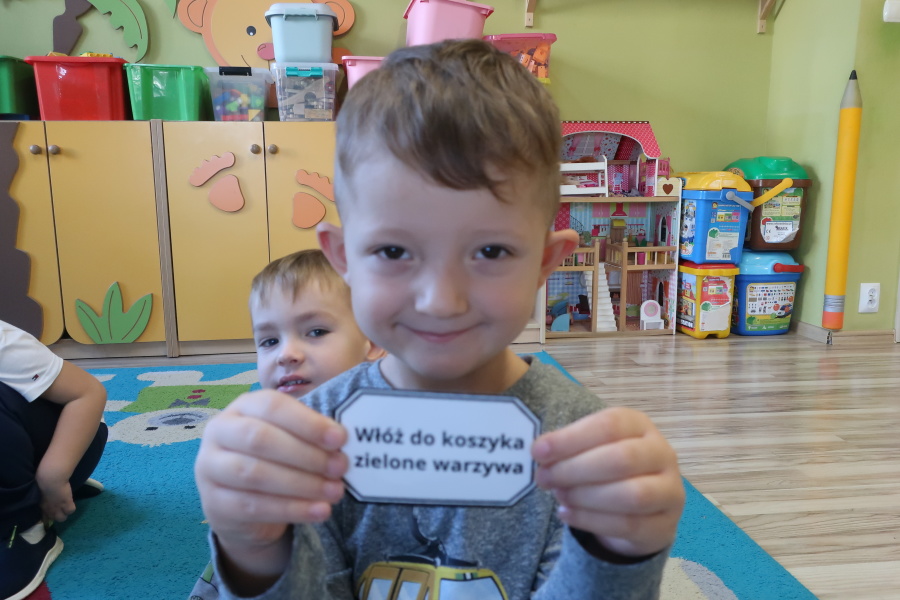 Włóż do koszyka
zielone warzywa